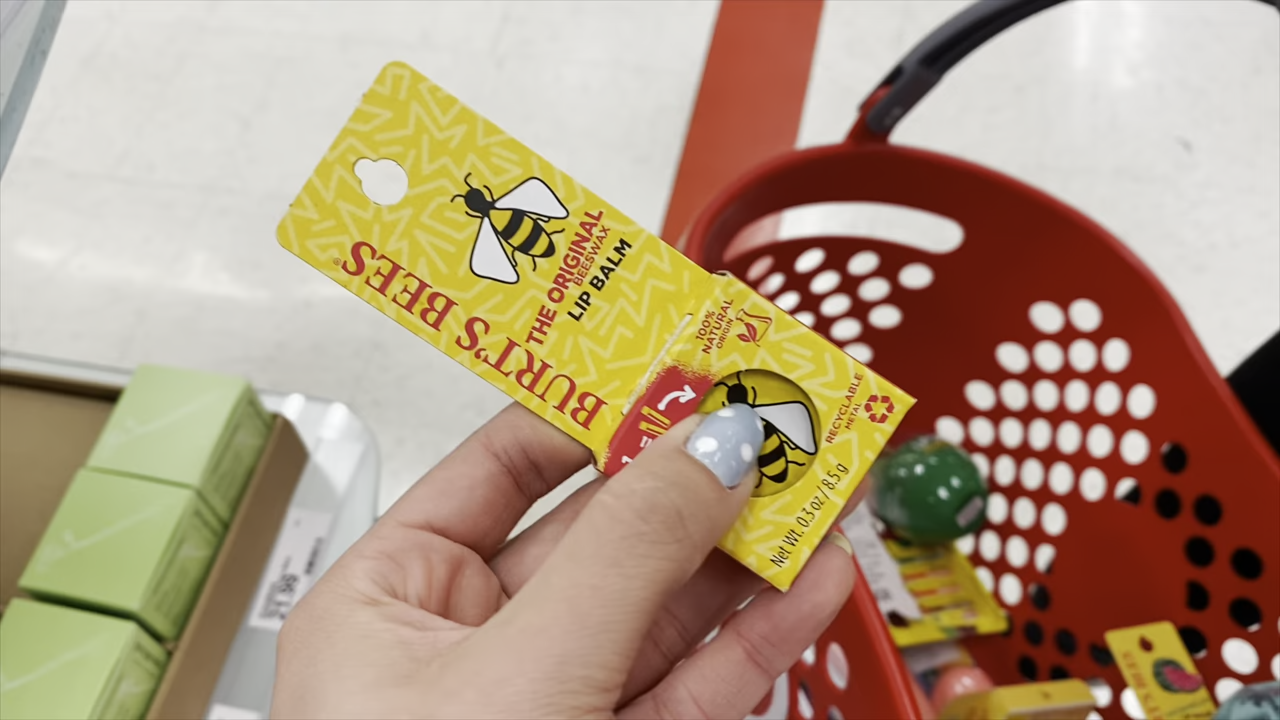 BURT'S BEES®
THE ORIGINAL
BEESWAX
LIP BALM
100%
NATURAL
ORIGIN
RECYCLABLE
METAL
Net Wt. 0.3 oz / 8.5 g